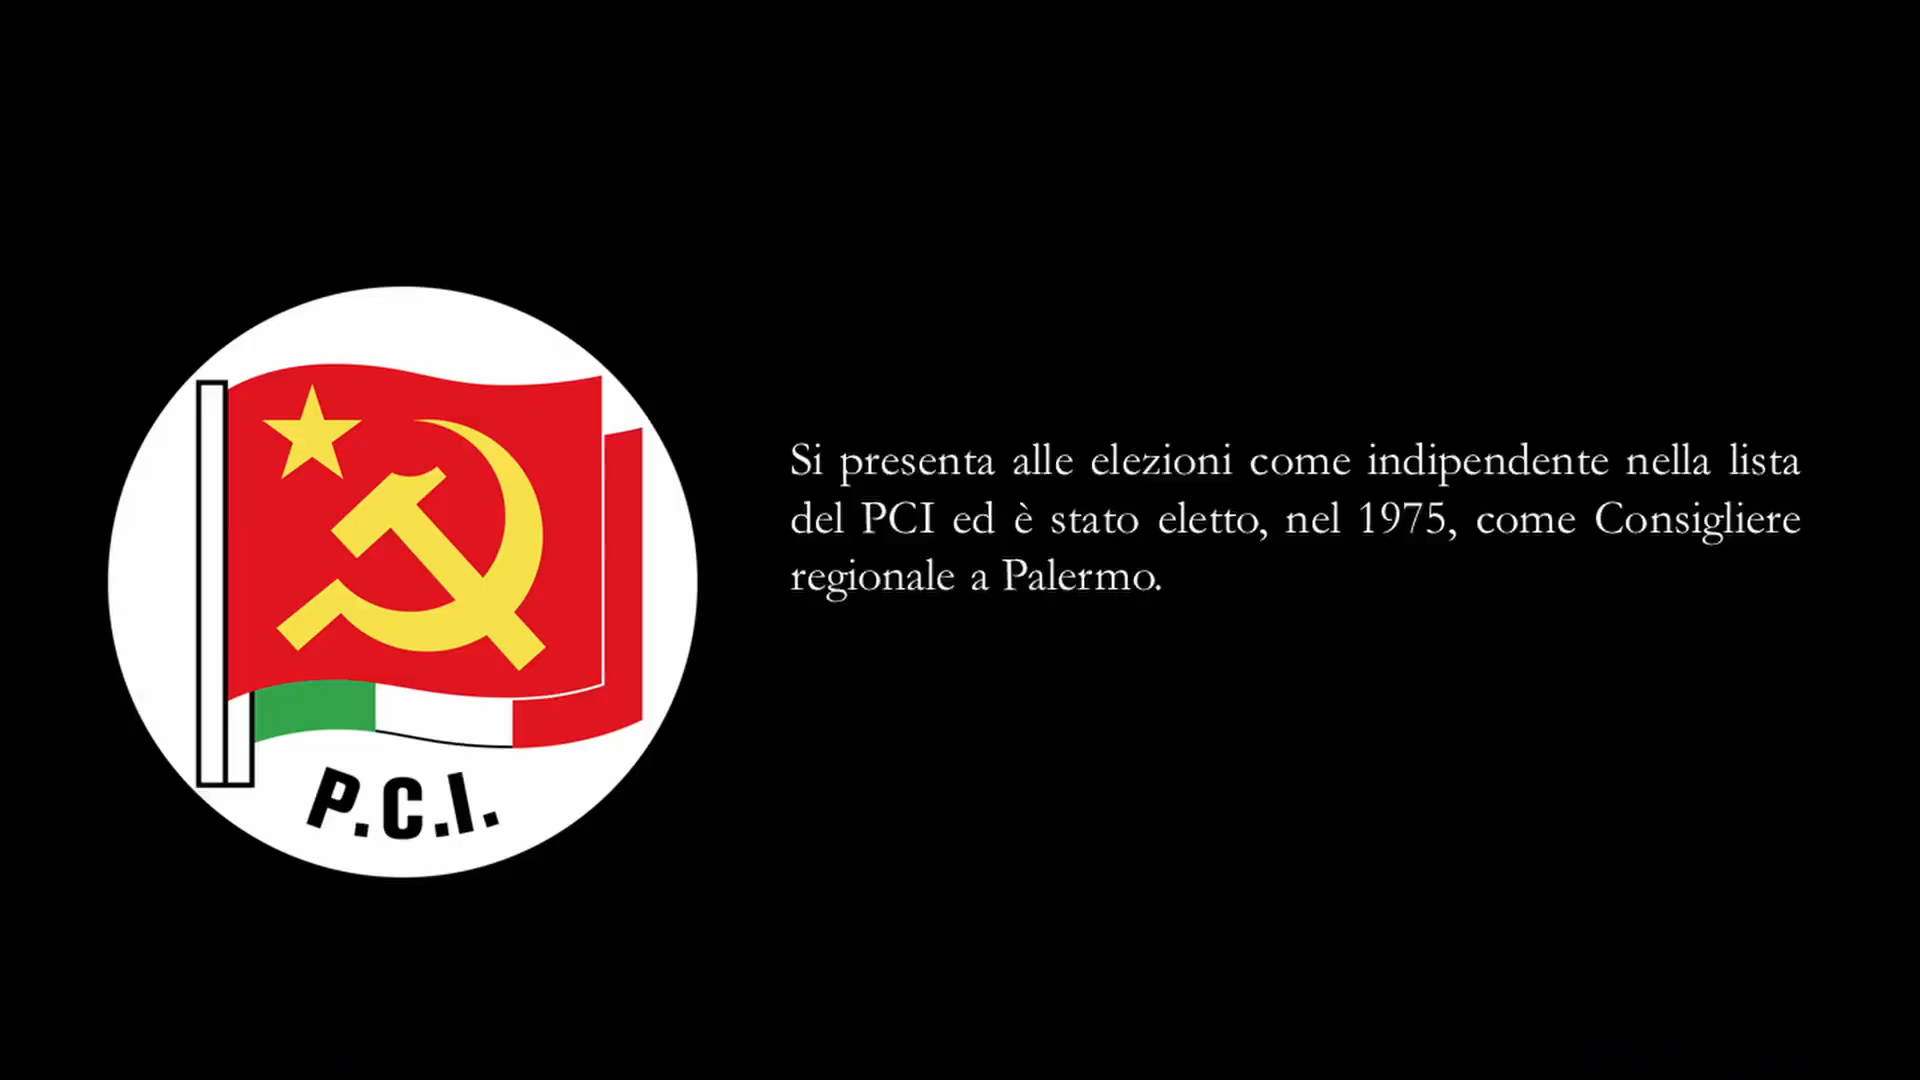 Si presenta alle elezioni come indipendente nella lista
del PCI ed è stato eletto, nel 1975, come Consigliere
regionale a Palermo.
P.C.I.